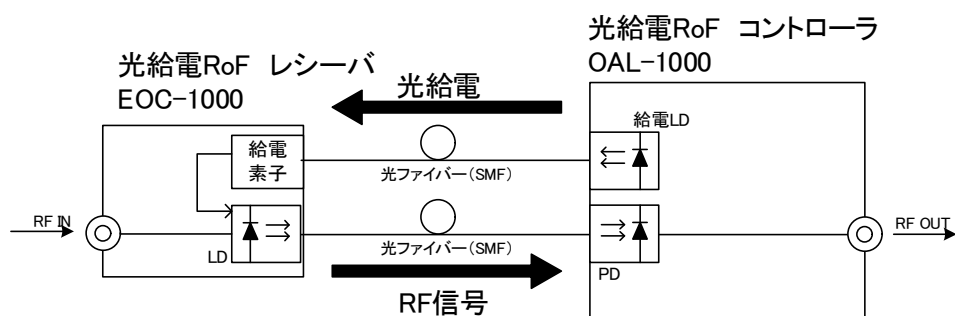 光給電RoF レシーバ
EOC-1000
光給電RoF コントローラ
OAL-1000
光給電
給電
素子
光ファイバー(SMF)
給電LD
RF IN
LD
光ファイバー(SMF)
PD
RF OUT
RF信号